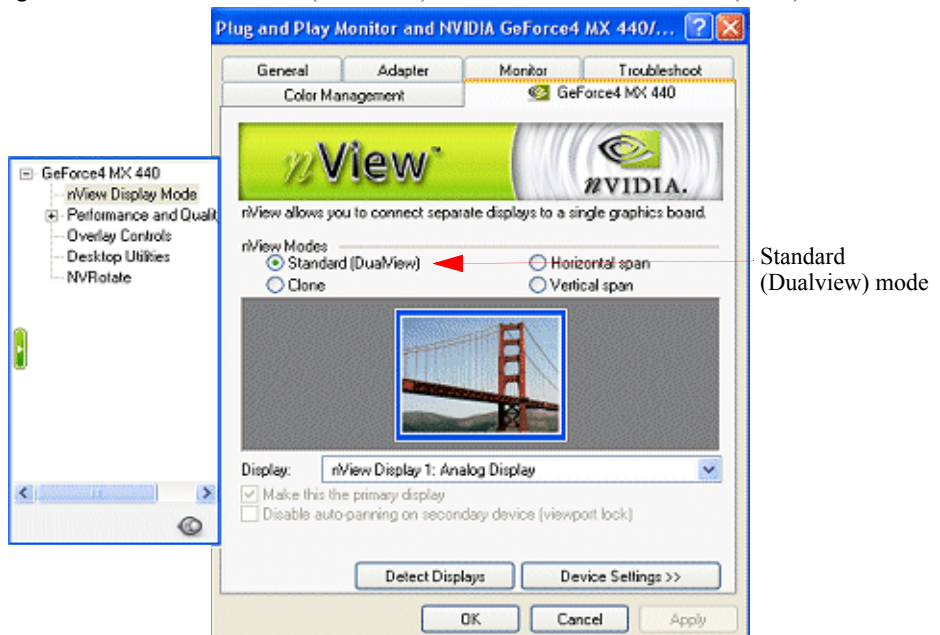 Plug and Play Monitor and NVIDIA GeForce4 MX 440/...
General Adapter Monitor Troubleshoot
Color Management GeForce4 MX 440
nView™
NVIDIA.
nView allows you to connect separate displays to a single graphics board.
nView Modes
Standard (DualView) Horizontal span
Clone Vertical span
Display: nView Display 1: Analog Display
Make this the primary display
Disable auto-panning on secondary device (viewport lock)
Detect Displays Device Settings >>
OK Cancel Apply
GeForce4 MX 440
nView Display Mode
Performance and Qualit
Overlay Controls
Desktop Utilities
NVRotate
Standard
(Dualview) mode